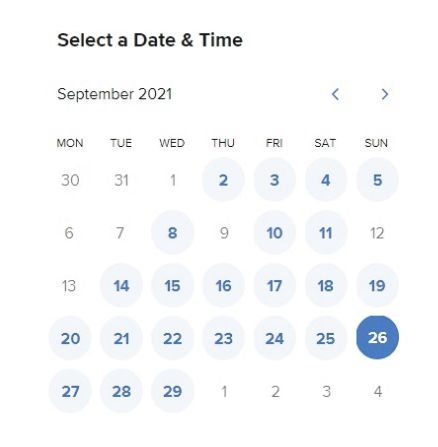 Select a Date & Time
September 2021
MON TUE WED THU FRI SAT SUN
30 31 1 2 3 4 5
6 7 8 9 10 11 12
13 14 15 16 17 18 19
20 21 22 23 24 25 26
27 28 29 1 2 3 4